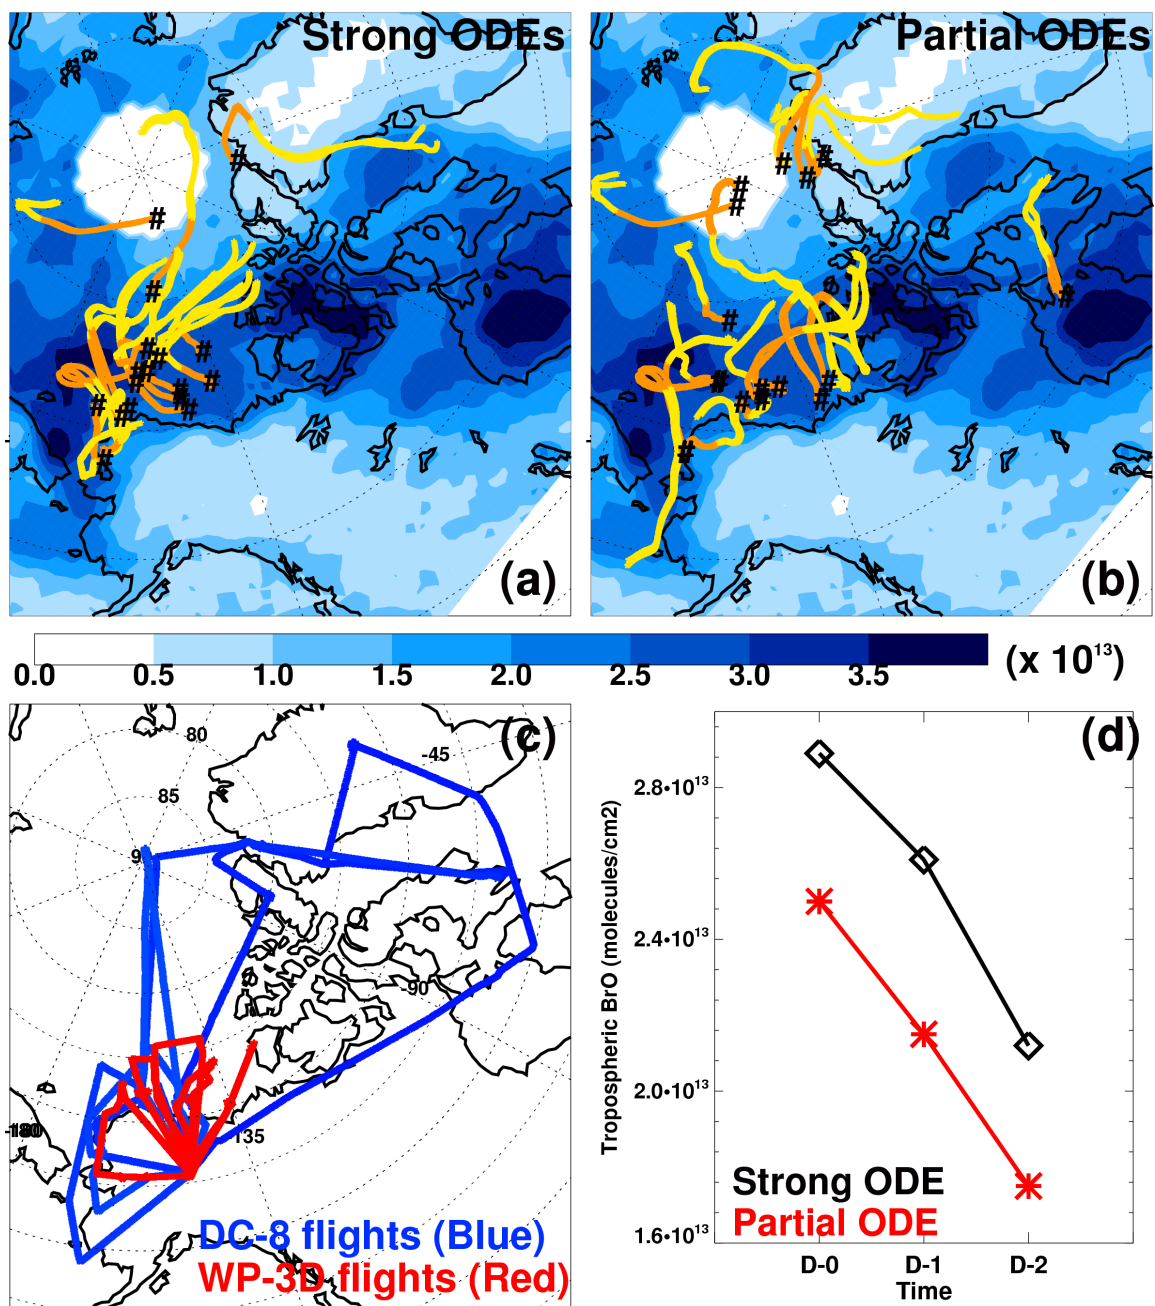 Strong ODEs
Partial ODEs
(a)
(b)
0.0 0.5 1.0 1.5 2.0 2.5 3.0 3.5 (x 10¹³)
(c)
80
-45
85
-90
135
DC-8 flights (Blue)
WP-3D flights (Red)
(d)
Tropospheric BrO (molecules/cm2)
2.8•10¹³
2.4•10¹³
2.0•10¹³
1.6•10¹³
Strong ODE
Partial ODE
D-0 D-1 D-2
Time